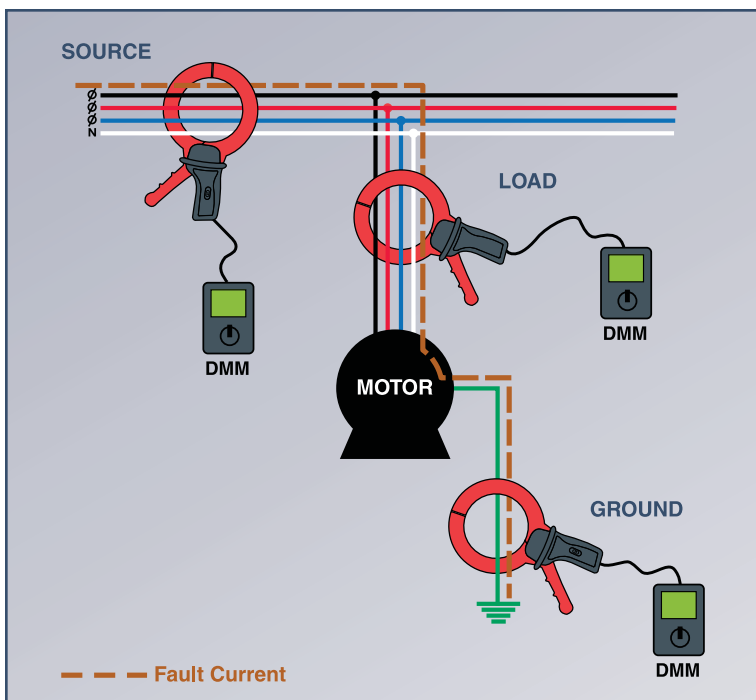 SOURCE
Ø
Ø
Ø
N
LOAD
DMM
DMM
MOTOR
GROUND
DMM
Fault Current